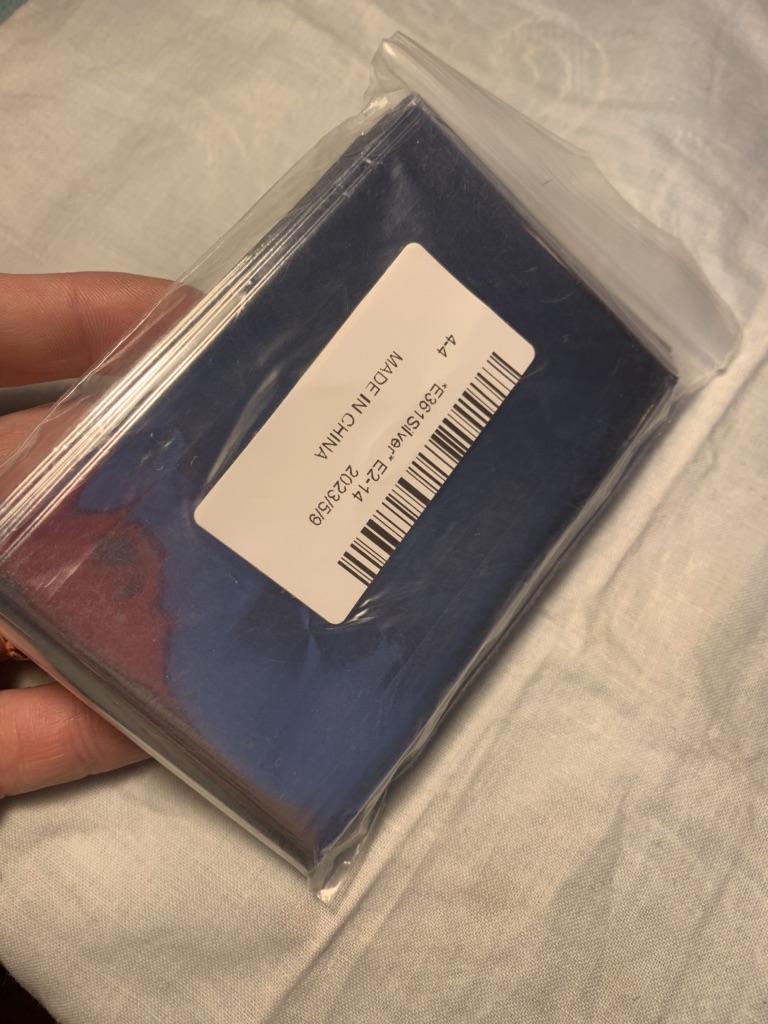 4-4
"E361Silver" E2-14
MADE IN CHINA 2023/5/9